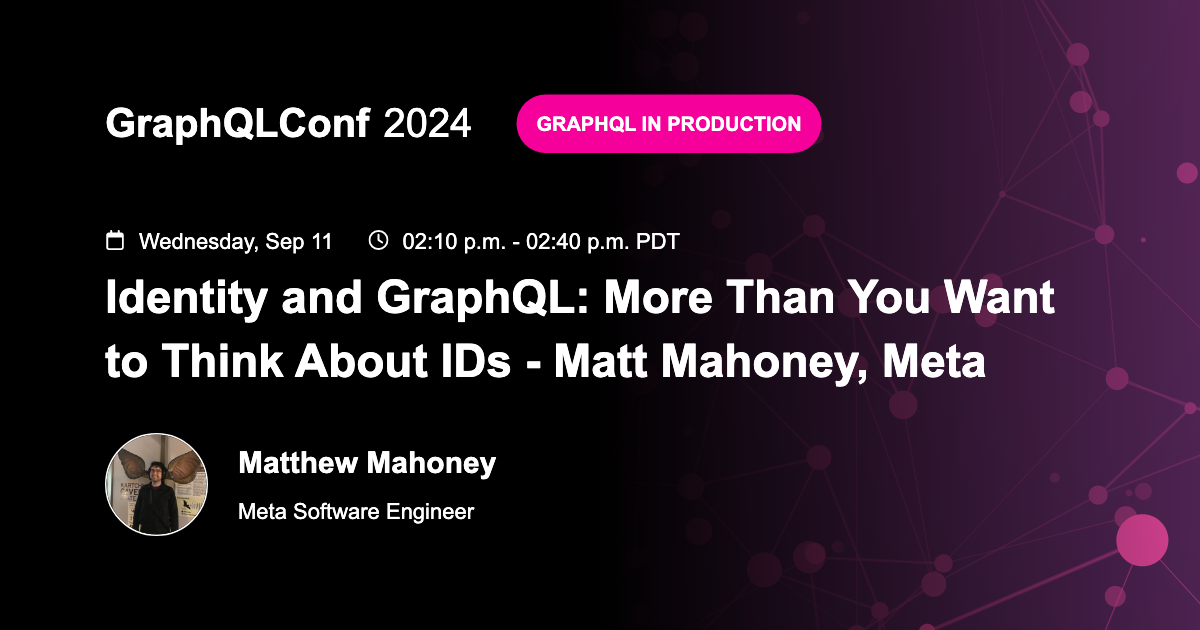 GraphQLConf 2024
GRAPHQL IN PRODUCTION
Wednesday, Sep 11
02:10 p.m. - 02:40 p.m. PDT
Identity and GraphQL: More Than You Want
to Think About IDs - Matt Mahoney, Meta
Matthew Mahoney
Meta Software Engineer